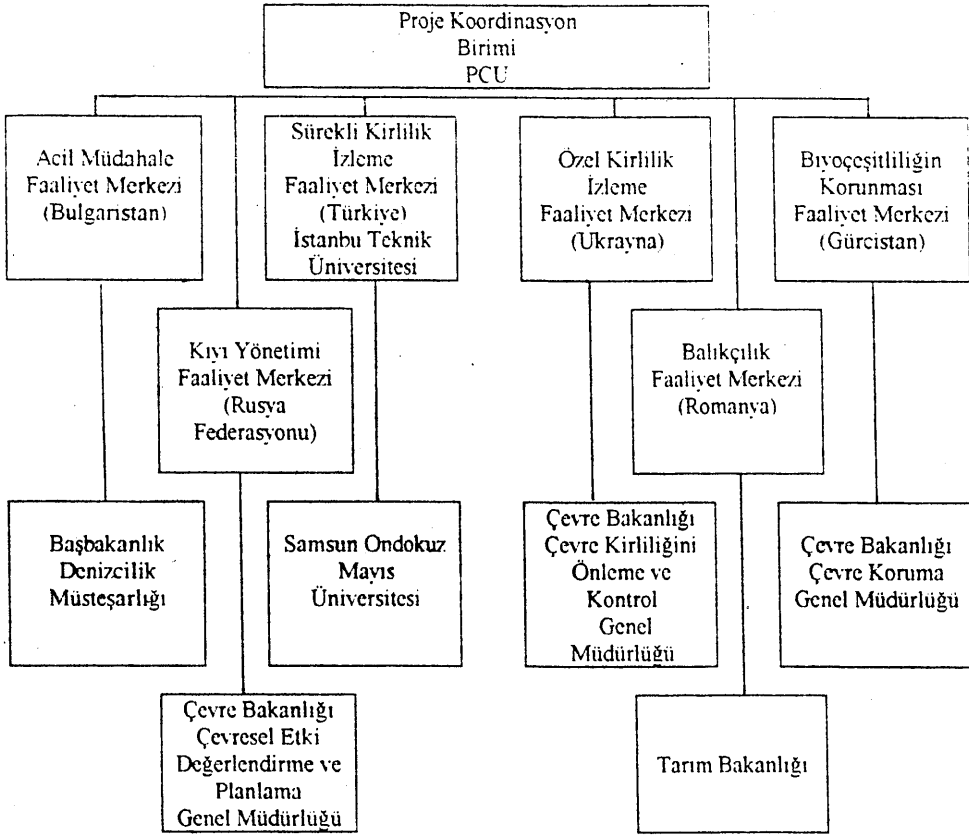 Proje Koordinasyon
Birimi
PCU
Acil Müdahale
Faaliyet Merkezi
(Bulgaristan)
Sürekli Kirlilik
İzleme
Faaliyet Merkezi
(Türkiye)
İstanbu Teknik
Üniversitesi
Özel Kirlilik
İzleme
Faaliyet Merkezi
(Ukrayna)
Bıyoçeşitliliğin
Korunması
Faaliyet Merkezi
(Gürcistan)
Kıyı Yönetimi
Faaliyet Merkezi
(Rusya
Federasyonu)
Balıkçılık
Faaliyet Merkezi
(Romanya)
Başbakanlık
Denizcilik
Müsteşarlığı
Samsun Ondokuz
Mayıs
Üniversitesi
Çevre Bakanlığı
Çevre Kirliliğini
Önleme ve
Kontrol
Genel
Müdürlüğü
Çevre Bakanlığı
Çevre Koruma
Genel Müdürlüğü
Çevre Bakanlığı
Çevresel Etki
Değerlendirme ve
Planlama
Genel Müdürlüğü
Tarım Bakanlığı